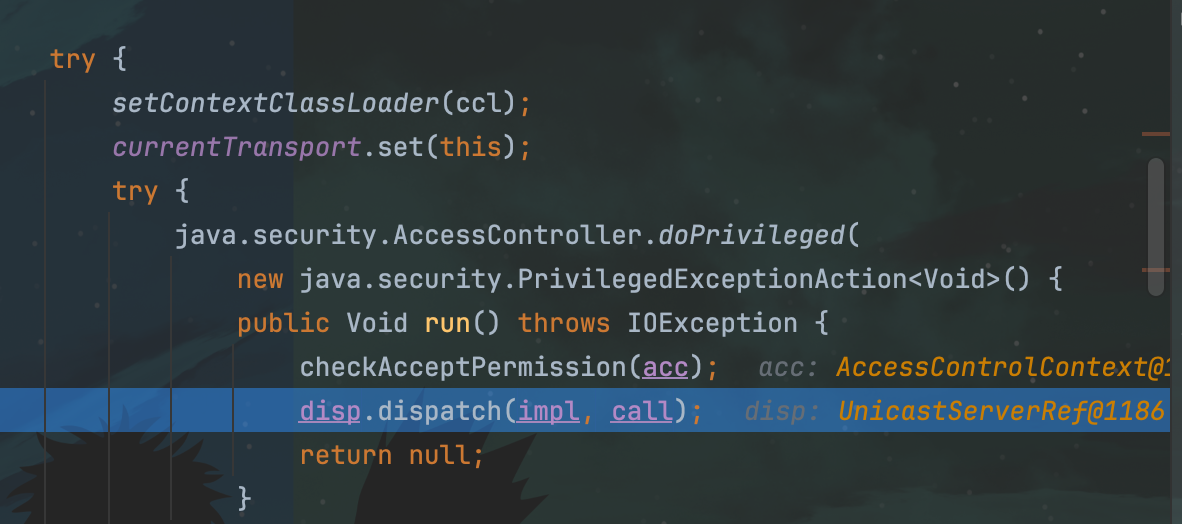 try {
setContextClassLoader(ccl);
currentTransport.set(this);
try {
java.security.AccessController.doPrivileged(
new java.security.PrivilegedExceptionAction<Void>() {
public Void run() throws IOException {
checkAcceptPermission(acc); acc: AccessControlContext@1
disp.dispatch(impl, call); disp: UnicastServerRef@1186
return null;
}